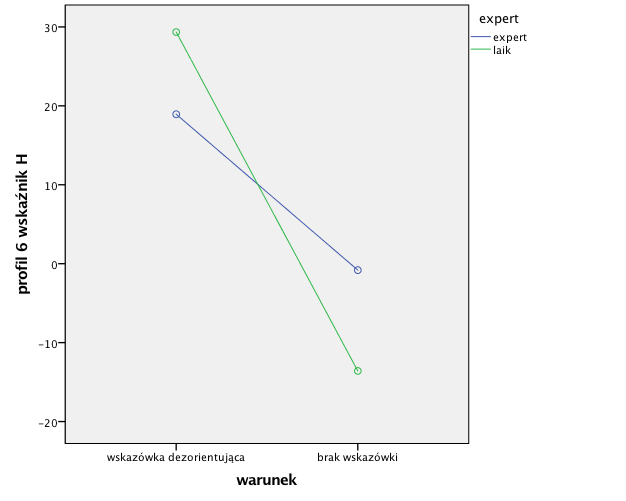 expert
expert
laik
30
20
10
0
-10
-20
profil 6 wskaźnik H
wskazówka dezorientująca
brak wskazówki
warunek